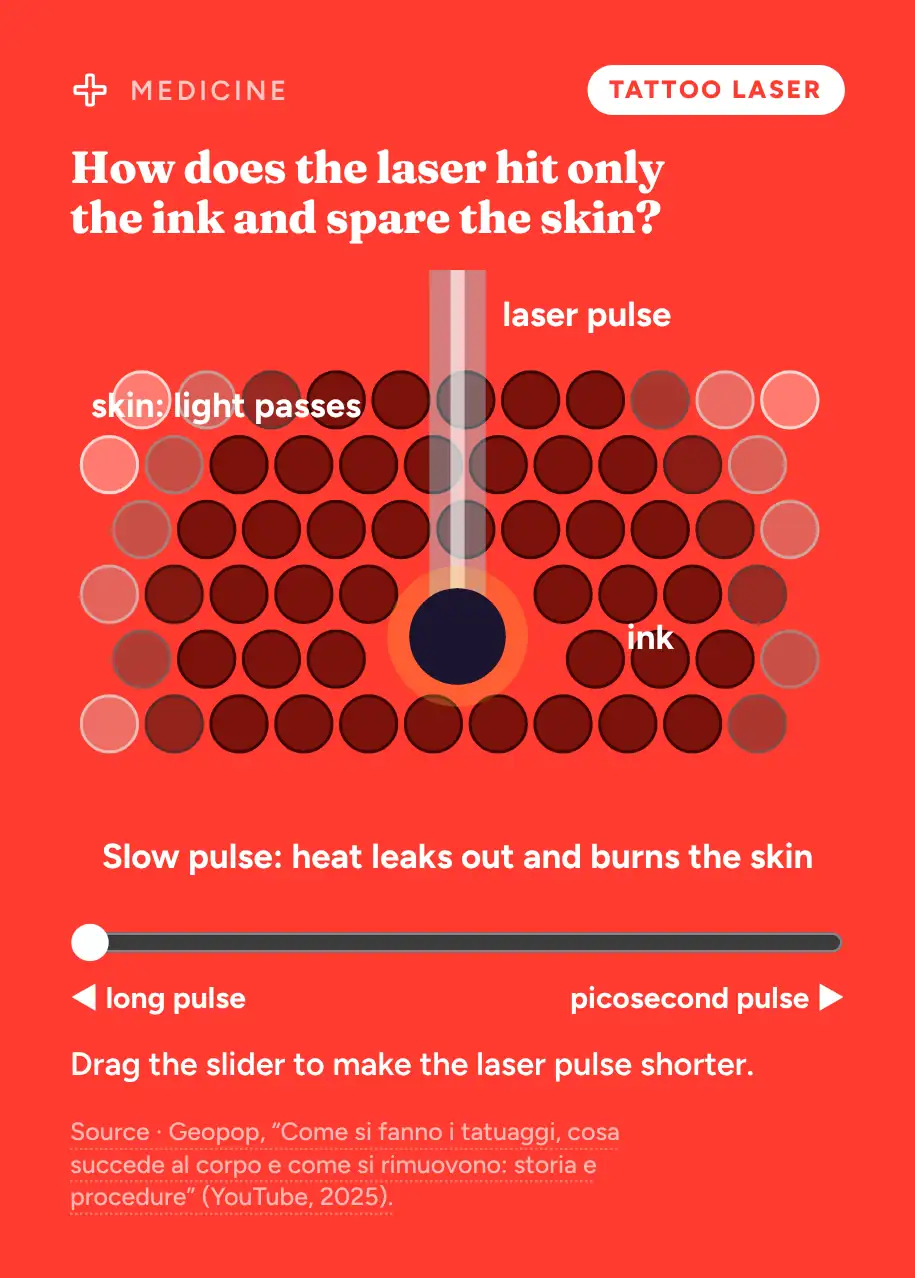 MEDICINE
TATTOO LASER
How does the laser hit only
the ink and spare the skin?
laser pulse
skin: light passes
ink
Slow pulse: heat leaks out and burns the skin
◀ long pulse
picosecond pulse ▶
Drag the slider to make the laser pulse shorter.
Source · Geopop, “Come si fanno i tatuaggi, cosa
succede al corpo e come si rimuovono: storia e
procedure” (YouTube, 2025).